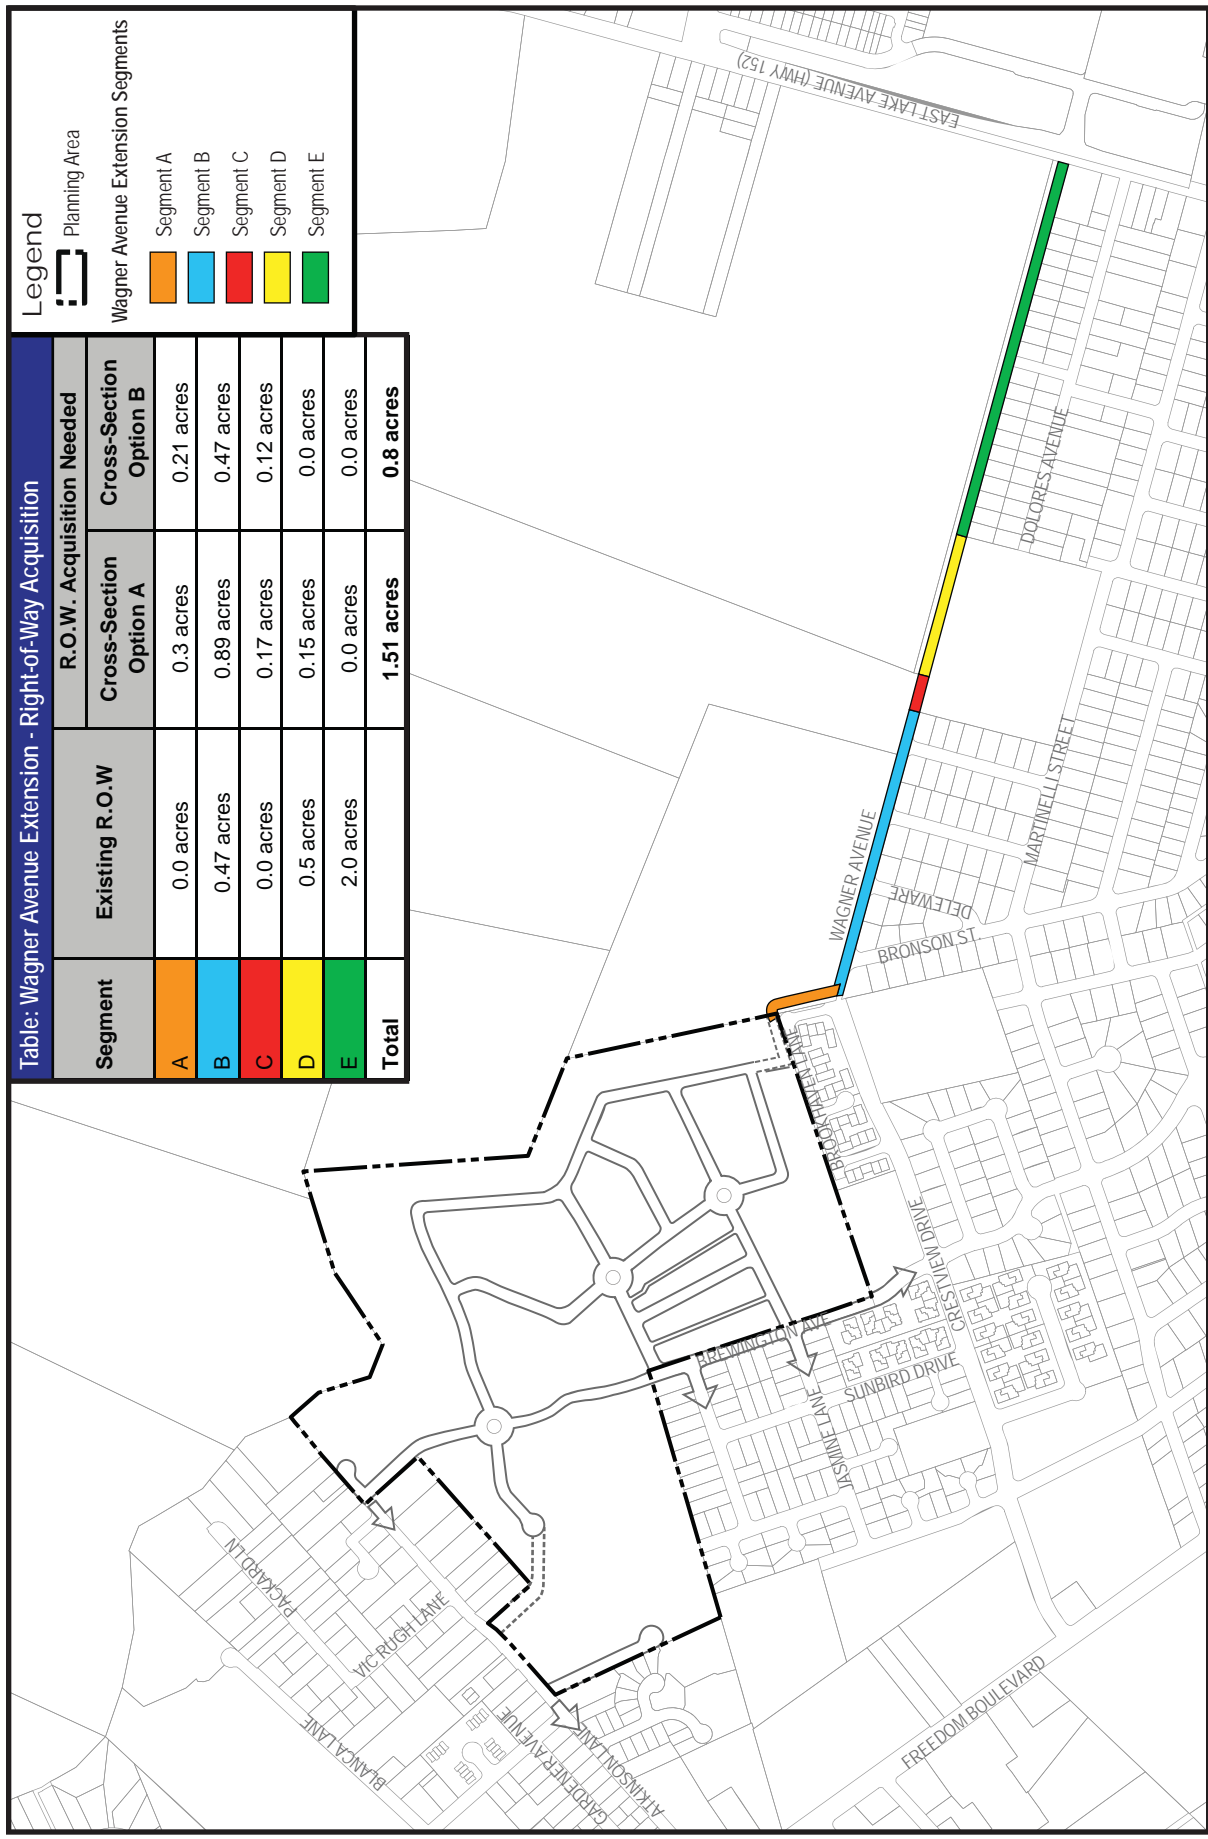 Table: Wagner Avenue Extension - Right-of-Way Acquisition
Segment
Existing R.O.W
R.O.W. Acquisition Needed
Cross-Section
Option A
Cross-Section
Option B
A 0.0 acres 0.3 acres 0.21 acres
B 0.47 acres 0.89 acres 0.47 acres
C 0.0 acres 0.17 acres 0.12 acres
D 0.5 acres 0.15 acres 0.0 acres
E 2.0 acres 0.0 acres 0.0 acres
Total 1.51 acres 0.8 acres
Legend
Planning Area
Wagner Avenue Extension Segments
Segment A
Segment B
Segment C
Segment D
Segment E
EAST LAKE AVENUE (HWY 152)
DOLORES AVENUE
MARTINELLI STREET
WAGNER AVENUE
DELEWARE
BRONSON ST.
BROOKHAVEN LANE
CRESTVIEW DRIVE
BREWINGTON AVE
SUNBIRD DRIVE
JASMINE LANE
PACKARD LN
VIC RUGH LANE
BLANCA LANE
GARDENER AVENUE
ATKINSON LANE
FREEDOM BOULEVARD